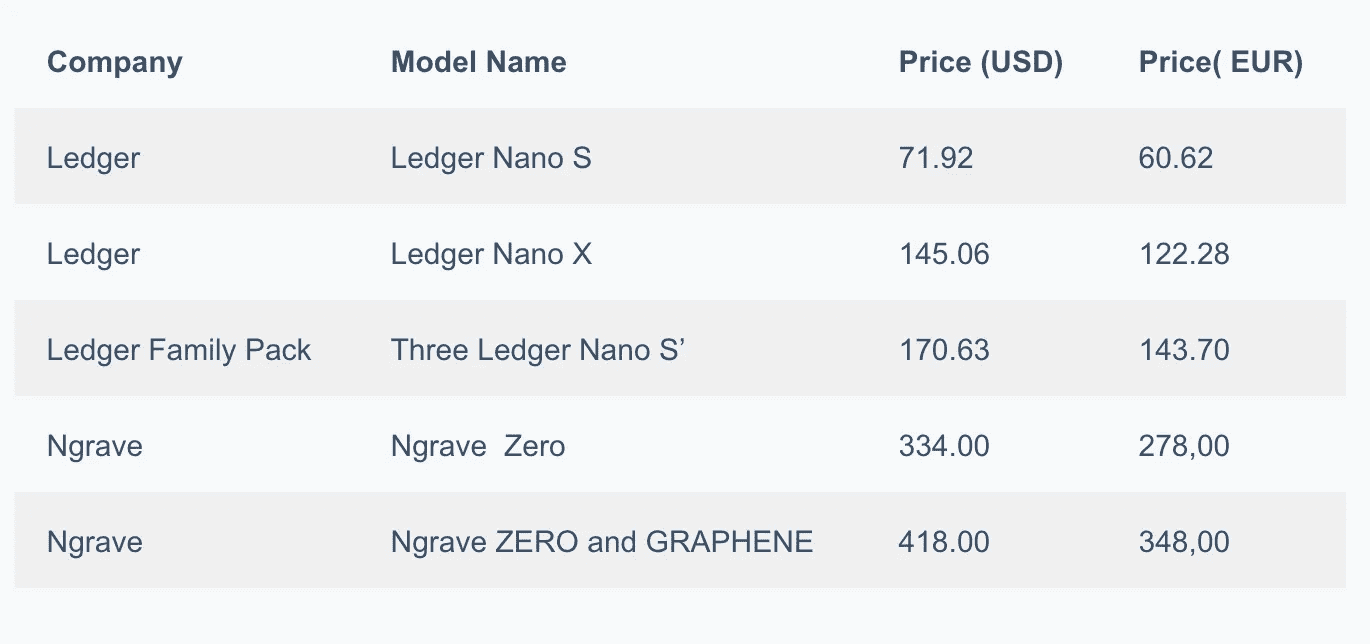 Company Model Name Price (USD) Price( EUR)
Ledger Ledger Nano S 71.92 60.62
Ledger Ledger Nano X 145.06 122.28
Ledger Family Pack Three Ledger Nano S’ 170.63 143.70
Ngrave Ngrave  Zero 334.00 278,00
Ngrave Ngrave ZERO and GRAPHENE 418.00 348,00